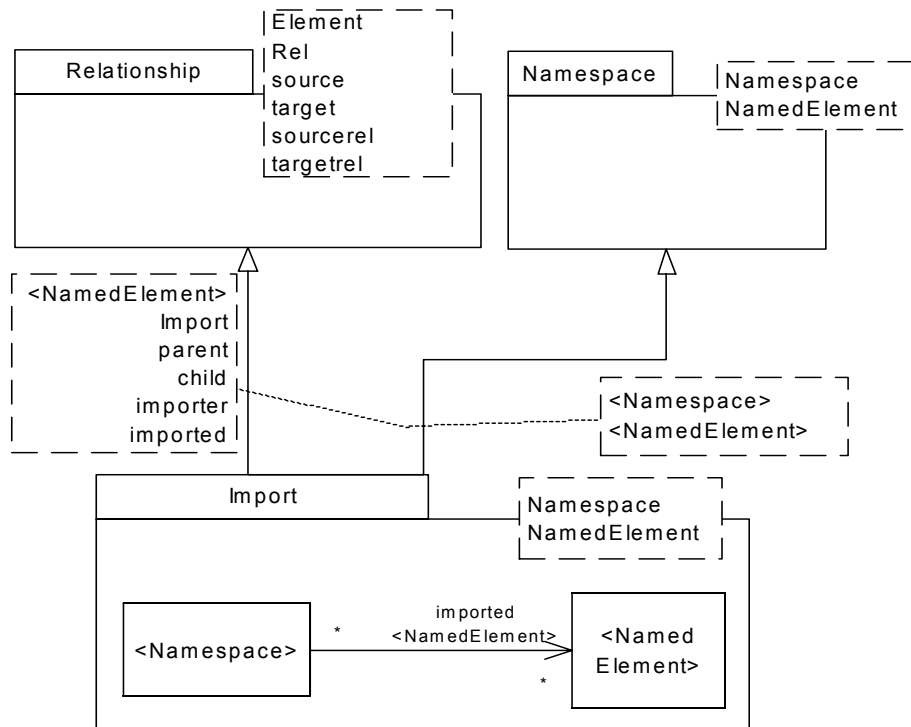 Relationship
Element
Rel
source
target
sourcerel
targetrel
Namespace
Namespace
NamedElement
<NamedElement>
Import
parent
child
importer
imported
<Namespace>
<NamedElement>
Import
Namespace
NamedElement
<Namespace>
*
imported
<NamedElement>
*
<Named
Element>